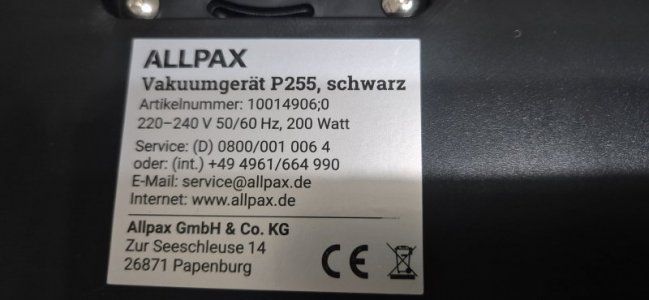 ALLPAX
Vakuumgerät P255, schwarz
Artikelnummer: 10014906;0
220–240 V 50/60 Hz, 200 Watt
Service: (D) 0800/001 006 4
oder: (int.) +49 4961/664 990
E-Mail: service@allpax.de
Internet: www.allpax.de
Allpax GmbH & Co. KG
Zur Seeschleuse 14
26871 Papenburg
CE